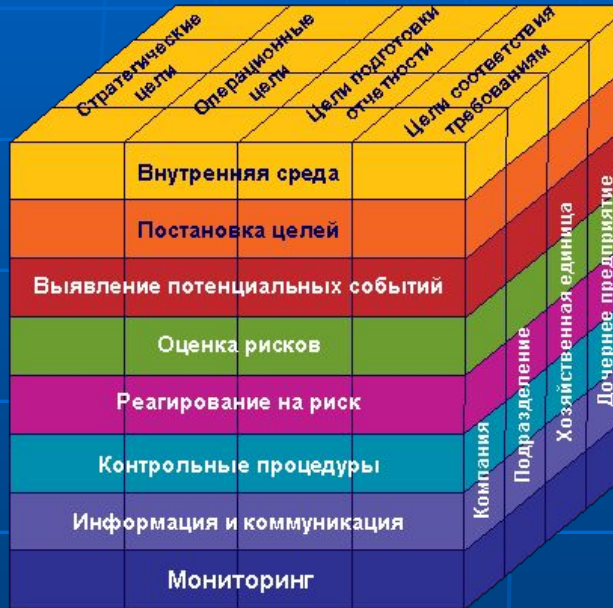 Стратегические
цели
Операционные
цели
Цели подготовки
отчетности
Цели соответствия
требованиям
Внутренняя среда
Постановка целей
Выявление потенциальных событий
Оценка рисков
Реагирование на риск
Контрольные процедуры
Информация и коммуникация
Мониторинг
Компания
Подразделение
Хозяйственная единица
Дочернее предприятие